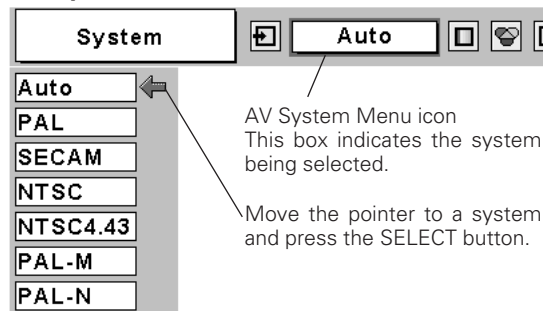 System
Auto
Auto
PAL
SECAM
NTSC
NTSC4.43
PAL-M
PAL-N
AV System Menu icon
This box indicates the system
being selected.
Move the pointer to a system
and press the SELECT button.